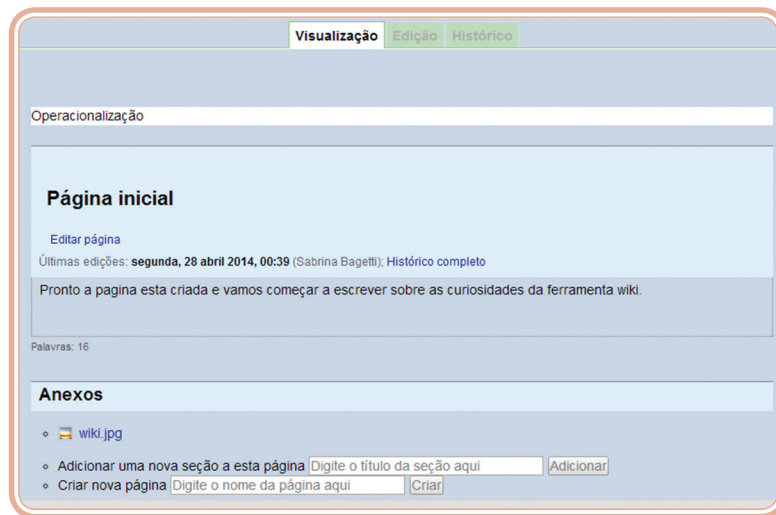 Visualização Edição Histórico
Operacionalização
Página inicial
Editar página
Últimas edições: segunda, 28 abril 2014, 00:39 (Sabrina Bagetti); Histórico completo
Pronto a pagina esta criada e vamos começar a escrever sobre as curiosidades da ferramenta wiki.
Palavras: 16
Anexos
wiki.jpg
Adicionar uma nova seção a esta página Digite o título da seção aqui Adicionar
Criar nova página Digite o nome da página aqui Criar